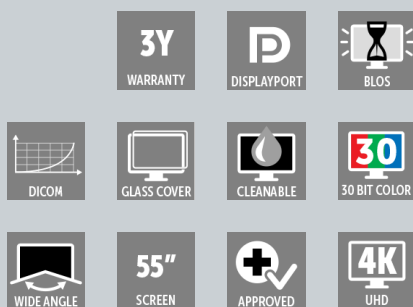 3Y
WARRANTY
D
DISPLAYPORT
BLOS
DICOM
GLASS COVER
CLEANABLE
30
30 BIT COLOR
WIDE ANGLE
55"
SCREEN
APPROVED
4K
UHD